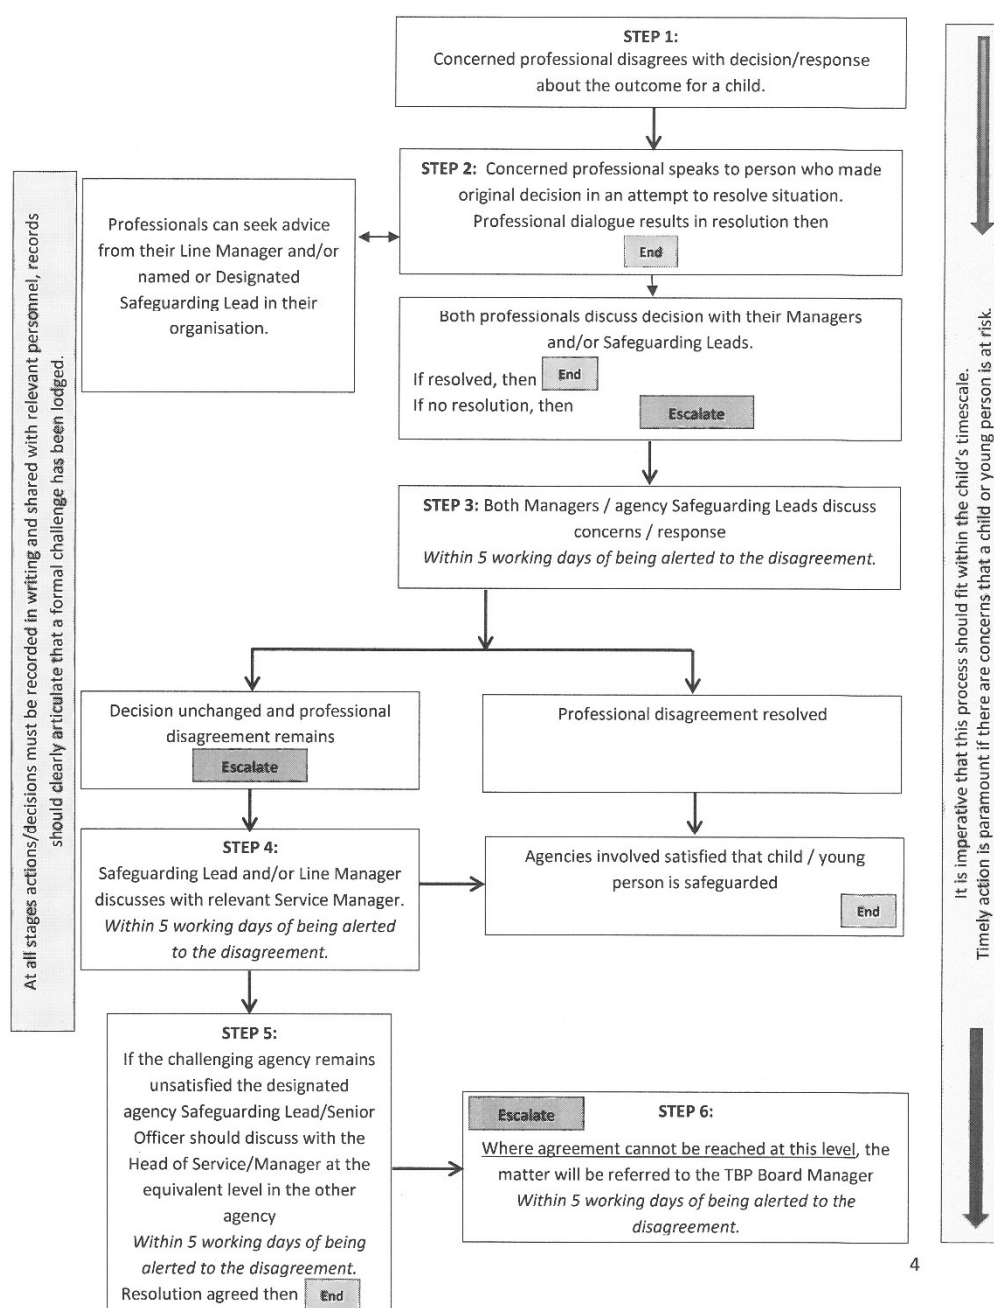 STEP 1:
Concerned professional disagrees with decision/response
about the outcome for a child.
STEP 2: Concerned professional speaks to person who made
original decision in an attempt to resolve situation.
Professional dialogue results in resolution then
End
Professionals can seek advice
from their Line Manager and/or
named or Designated
Safeguarding Lead in their
organisation.
Both professionals discuss decision with their Managers
and/or Safeguarding Leads.
If resolved, then End
If no resolution, then Escalate
STEP 3: Both Managers / agency Safeguarding Leads discuss
concerns / response
Within 5 working days of being alerted to the disagreement.
Decision unchanged and professional
disagreement remains
Escalate
Professional disagreement resolved
STEP 4:
Safeguarding Lead and/or Line Manager
discusses with relevant Service Manager.
Within 5 working days of being alerted
to the disagreement.
Agencies involved satisfied that child / young
person is safeguarded
End
STEP 5:
If the challenging agency remains
unsatisfied the designated
agency Safeguarding Lead/Senior
Officer should discuss with the
Head of Service/Manager at the
equivalent level in the other
agency
Within 5 working days of being
alerted to the disagreement.
Resolution agreed then End
Escalate STEP 6:
Where agreement cannot be reached at this level, the
matter will be referred to the TBP Board Manager
Within 5 working days of being alerted to the
disagreement.
At all stages actions/decisions must be recorded in writing and shared with relevant personnel, records
should clearly articulate that a formal challenge has been lodged.
It is imperative that this process should fit within the child's timescale.
Timely action is paramount if there are concerns that a child or young person is at risk.
4